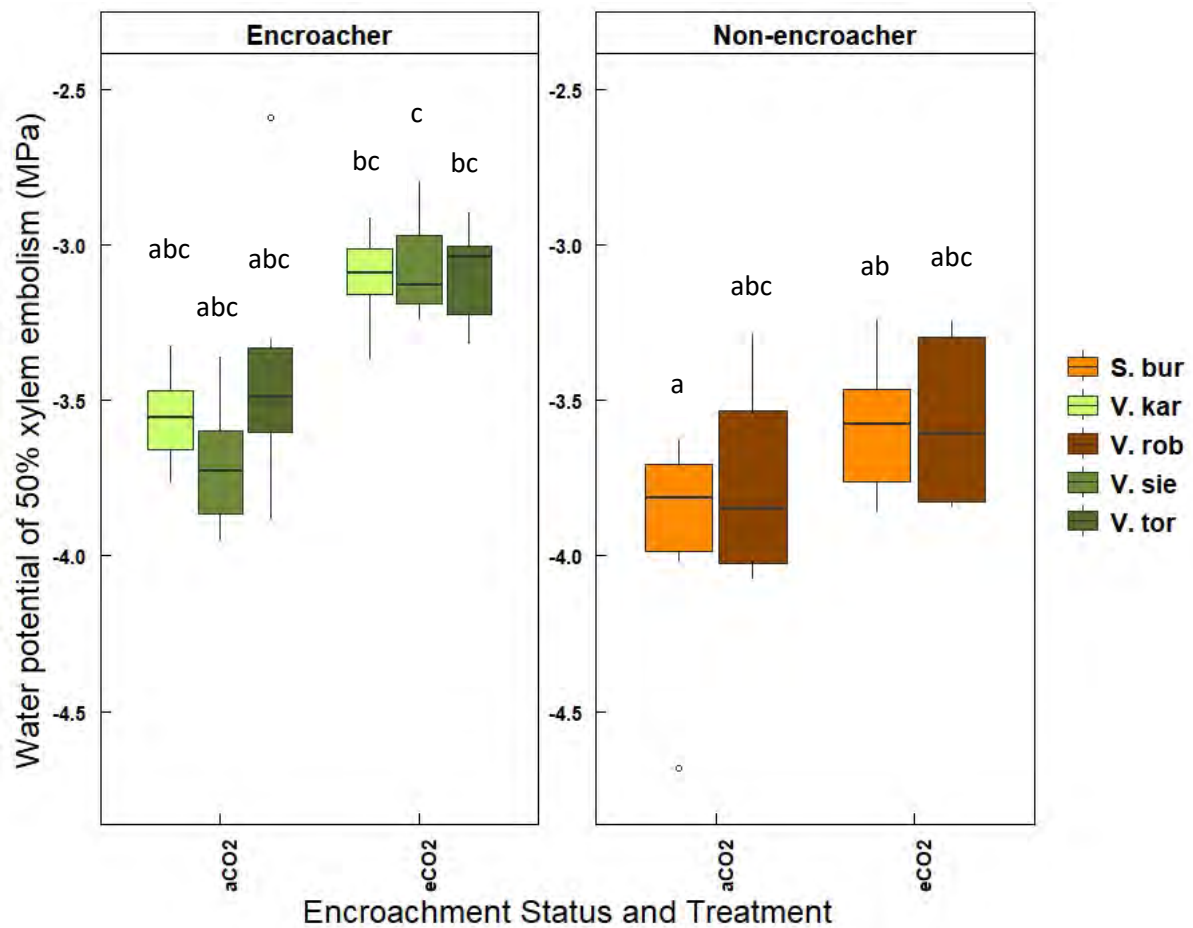 Encroacher
Non-encroacher
Water potential of 50% xylem embolism (MPa)
-2.5
-3.0
-3.5
-4.0
-4.5
abc
abc
abc
bc
c
bc
aCO2
eCO2
-2.5
-3.0
-3.5
-4.0
-4.5
a
abc
ab
abc
aCO2
eCO2
Encroachment Status and Treatment
S. bur
V. kar
V. rob
V. sie
V. tor